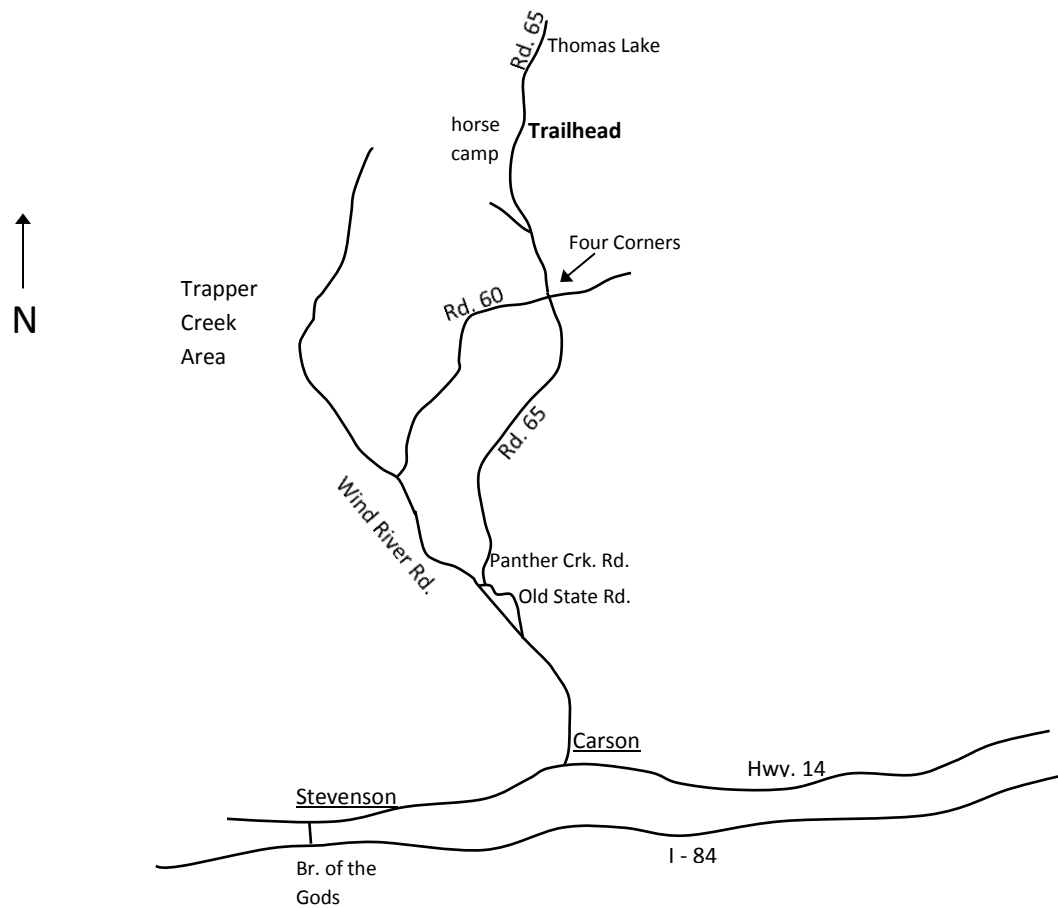 Rd. 65
Thomas Lake
horse
camp
Trailhead
Four Corners
Trapper
Creek
Area
N
Rd. 60
Rd. 65
Wind River Rd.
Panther Crk. Rd.
Old State Rd.
Carson
Hwy. 14
Stevenson
I - 84
Br. of the
Gods